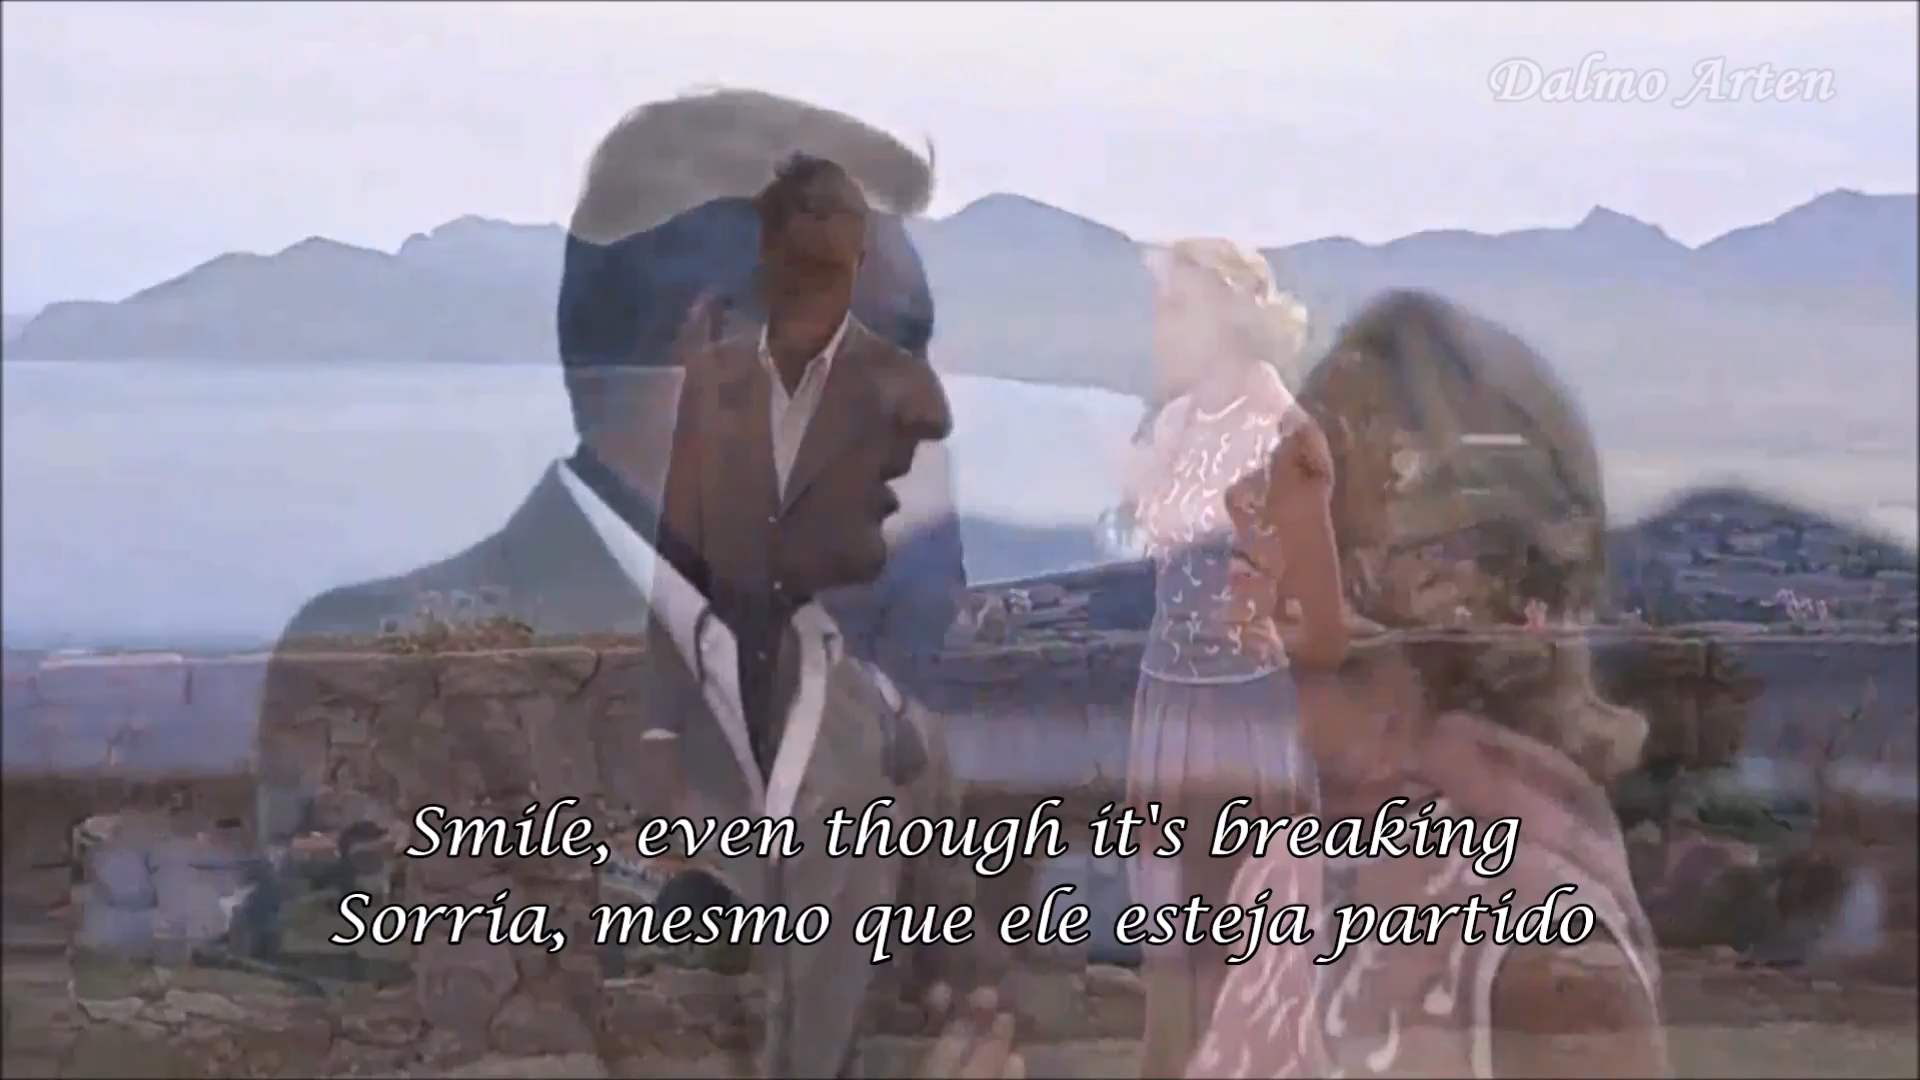 Dalmo Arten
Smile, even though it's breaking
Sorria, mesmo que ele esteja partido